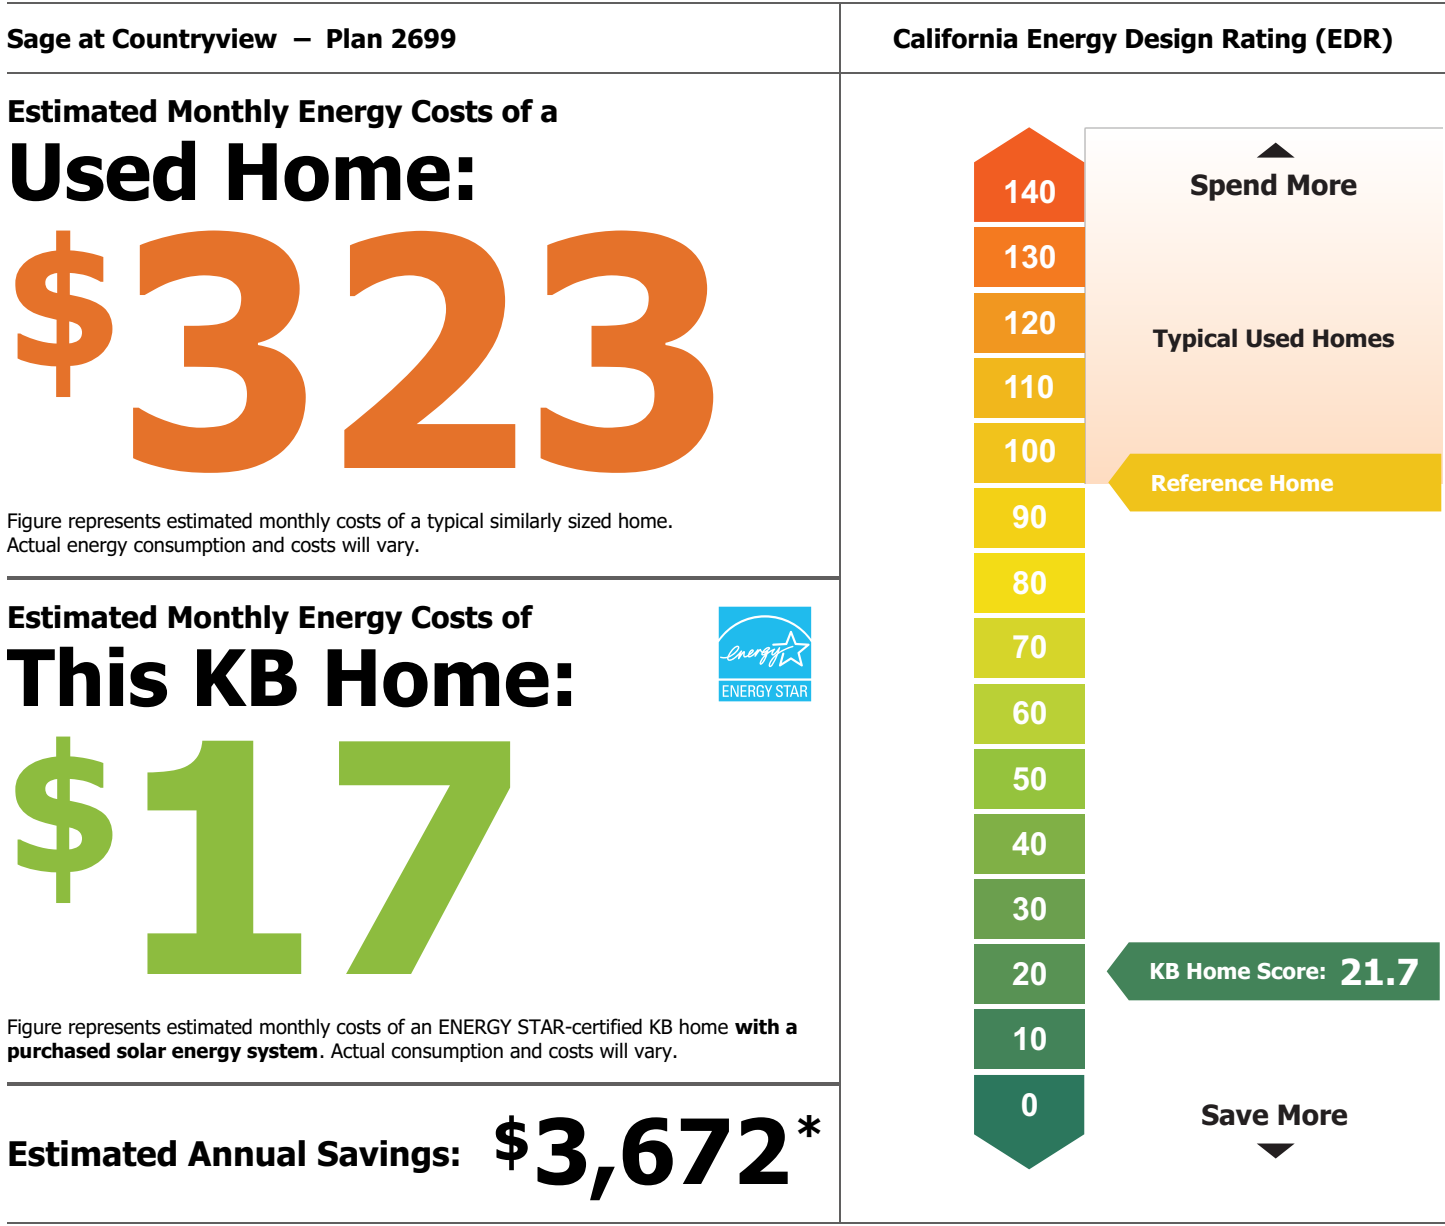 Sage at Countryview – Plan 2699
Estimated Monthly Energy Costs of a
Used Home:
$323
Figure represents estimated monthly costs of a typical similarly sized home.
Actual energy consumption and costs will vary.
Estimated Monthly Energy Costs of
This KB Home:
energy
ENERGY STAR
$17
Figure represents estimated monthly costs of an ENERGY STAR-certified KB home with a
purchased solar energy system. Actual consumption and costs will vary.
Estimated Annual Savings: $3,672*
California Energy Design Rating (EDR)
140
130
120
110
100
90
80
70
60
50
40
30
20
10
0
Spend More
Typical Used Homes
Reference Home
KB Home Score: 21.7
Save More